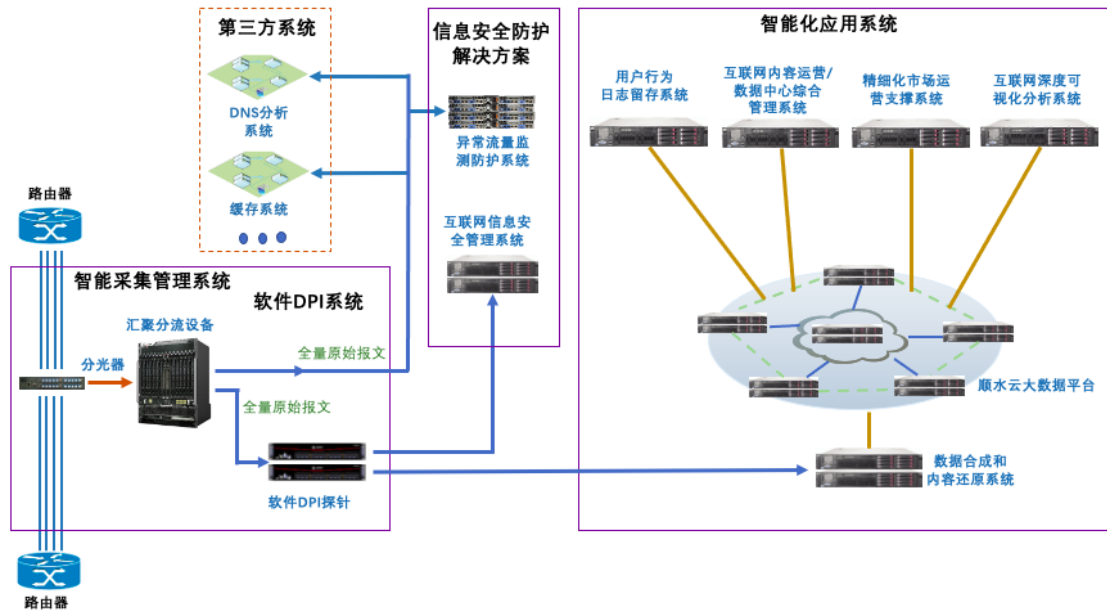 第三方系统
DNS分析
系统
缓存系统
信息安全防护
解决方案
异常流量监
测防护系统
互联网信息安
全管理系统
智能化应用系统
用户行为
日志留存系统
互联网内容运营/
数据中心综合
管理系统
精细化市场运
营支撑系统
互联网深度可
视化分析系统
顺水云大数据平台
数据合成和
内容还原系统
路由器
智能采集管理系统
软件DPI系统
汇聚分流设备
分光器
全量原始报文
全量原始报文
软件DPI探针
路由器